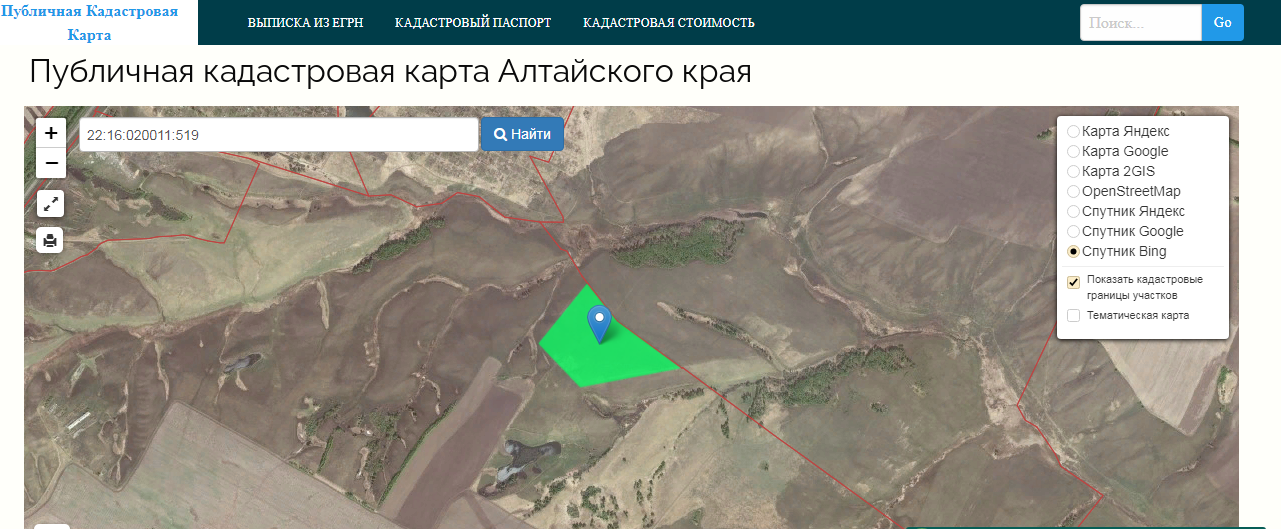 Публичная Кадастровая
Карта
ВЫПИСКА ИЗ ЕГРН
КАДАСТРОВЫЙ ПАСПОРТ
КАДАСТРОВАЯ СТОИМОСТЬ
Поиск...
Go
Публичная кадастровая карта Алтайского края
+
−
22:16:020011:519
Найти
Карта Яндекс
Карта Google
Карта 2GIS
OpenStreetMap
Спутник Яндекс
Спутник Google
Спутник Bing
Показать кадастровые
границы участков
Тематическая карта